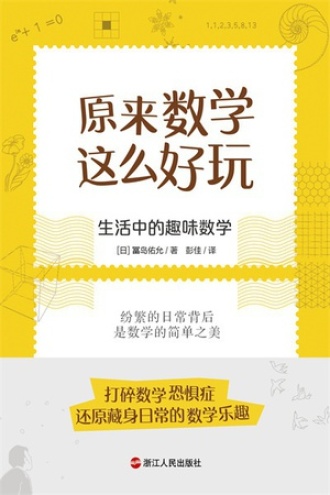 e^{πi}+1=0
1,1,2,3,5,8,13
原来数学
这么好玩
生活中的趣味数学
[日] 冨岛佑允 / 著 彭佳 / 译
纷繁的日常背后
是数学的简单之美
打碎数学恐惧症
还原藏身日常的数学乐趣
浙江人民出版社